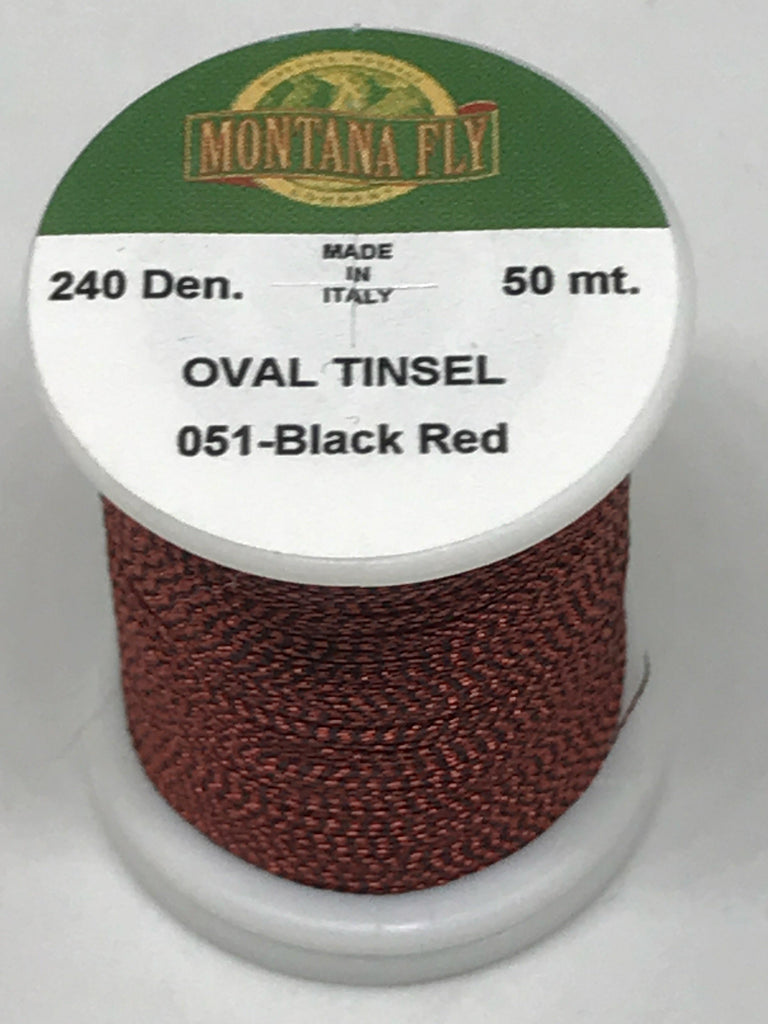 MONTANA FLY
MADE
IN
ITALY
240 Den.
50 mt.
OVAL TINSEL
051-Black Red